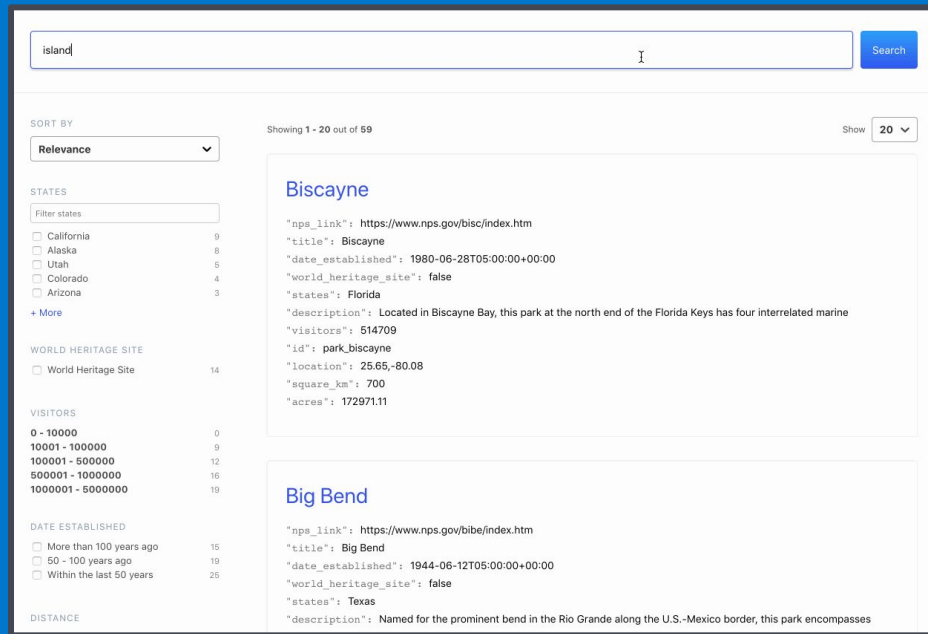 island
Search
SORT BY
Relevance
STATES
Filter states
California 9
Alaska 8
Utah 5
Colorado 4
Arizona 3
+ More
WORLD HERITAGE SITE
World Heritage Site 14
VISITORS
0 - 10000 0
10001 - 100000 9
100001 - 500000 12
500001 - 1000000 16
1000001 - 5000000 19
DATE ESTABLISHED
More than 100 years ago 15
50 - 100 years ago 19
Within the last 50 years 25
DISTANCE
Showing 1 - 20 out of 59
Show 20
Biscayne
"nps_link": https://www.nps.gov/bisc/index.htm
"title": Biscayne
"date_established": 1980-06-28T05:00:00+00:00
"world_heritage_site": false
"states": Florida
"description": Located in Biscayne Bay, this park at the north end of the Florida Keys has four interrelated marine
"visitors": 514709
"id": park_biscayne
"location": 25.65,-80.08
"square_km": 700
"acres": 172971.11
Big Bend
"nps_link": https://www.nps.gov/bibe/index.htm
"title": Big Bend
"date_established": 1944-06-12T05:00:00+00:00
"world_heritage_site": false
"states": Texas
"description": Named for the prominent bend in the Rio Grande along the U.S.-Mexico border, this park encompasses